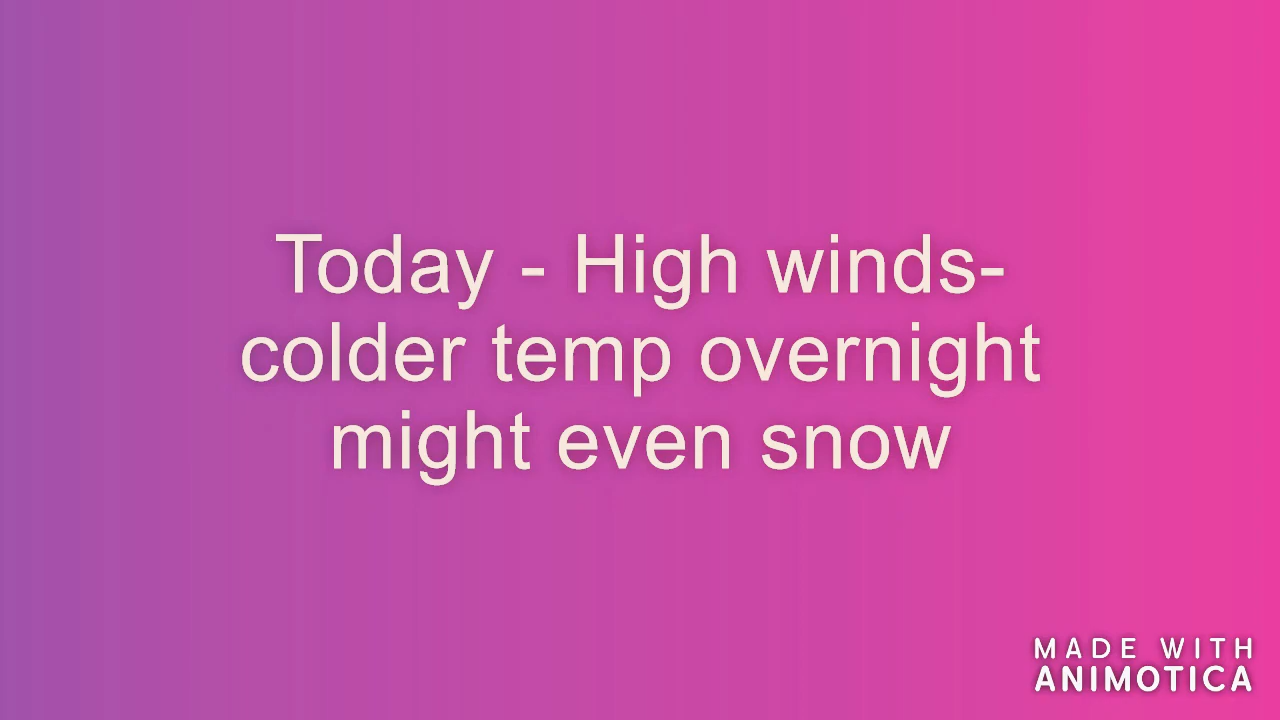 Today - High winds-
colder temp overnight
might even snow
MADE WITH
ANIMOTICA